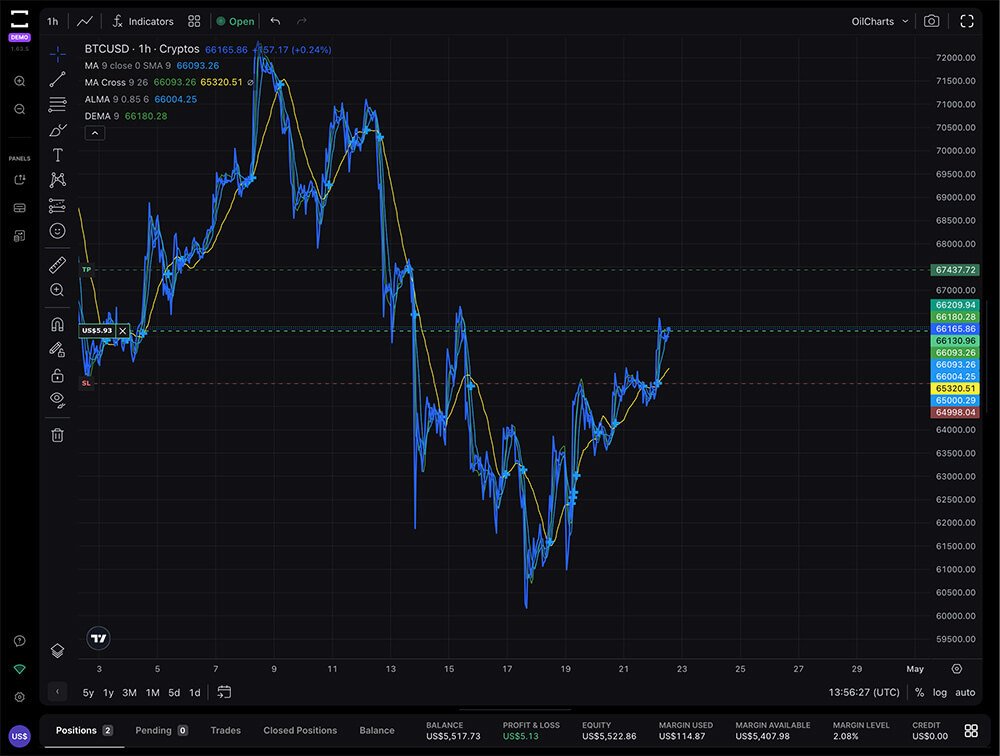 DEMO
1.63.5
PANELS
US$
1h
Indicators
Open
OilCharts
BTCUSD · 1h · Cryptos 66165.86 +157.17 (+0.24%)
MA 9 close 0 SMA 9 66093.26
MA Cross 9 26 66093.26 65320.51 ∅
ALMA 9 0.85 6 66004.25
DEMA 9 66180.28
TP
US$5.93
SL
72000.00
71500.00
71000.00
70500.00
70000.00
69500.00
69000.00
68500.00
68000.00
67437.72
67000.00
66209.94
66180.28
66165.86
66130.96
66093.26
66093.26
66004.25
65320.51
65000.29
64998.04
64000.00
63500.00
63000.00
62500.00
62000.00
61500.00
61000.00
60500.00
60000.00
59500.00
3 5 7 9 11 13 15 17 19 21 23 25 27 29 May
5y 1y 3M 1M 5d 1d
13:56:27 (UTC) % log auto
Positions 2 Pending 0 Trades Closed Positions Balance
BALANCE PROFIT & LOSS EQUITY MARGIN USED MARGIN AVAILABLE MARGIN LEVEL CREDIT
US$5,517.73 US$5.13 US$5,522.86 US$114.87 US$5,407.98 2.08% US$0.00